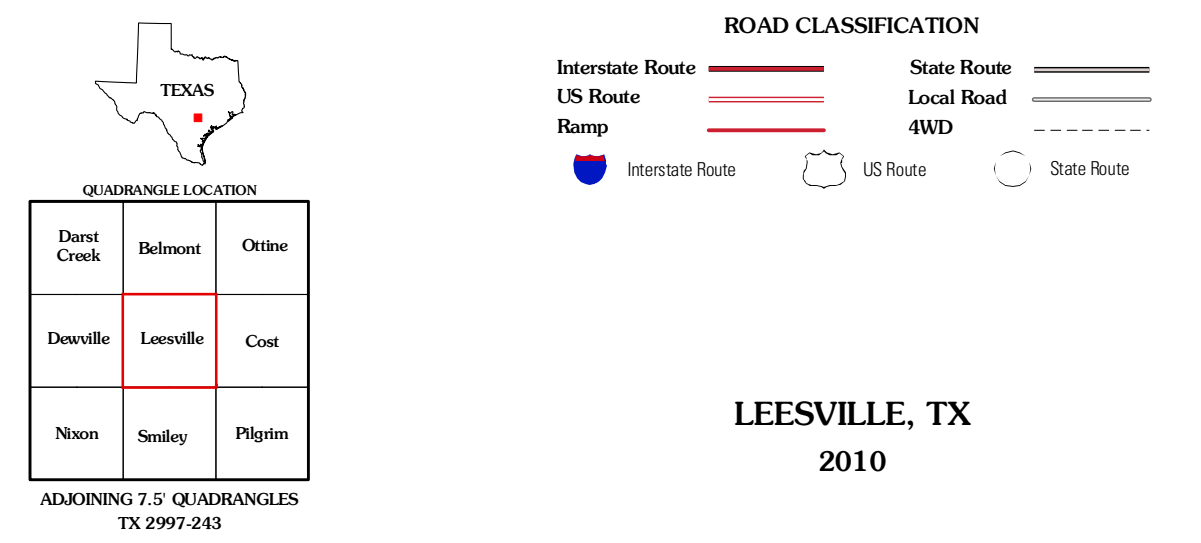 TEXAS
QUADRANGLE LOCATION
Darst
Creek
Belmont
Ottine
Dewville
Leesville
Cost
Nixon
Smiley
Pilgrim
ADJOINING 7.5' QUADRANGLES
TX 2997-243
ROAD CLASSIFICATION
Interstate Route
State Route
US Route
Local Road
Ramp
4WD
Interstate Route
US Route
State Route
LEESVILLE, TX
2010